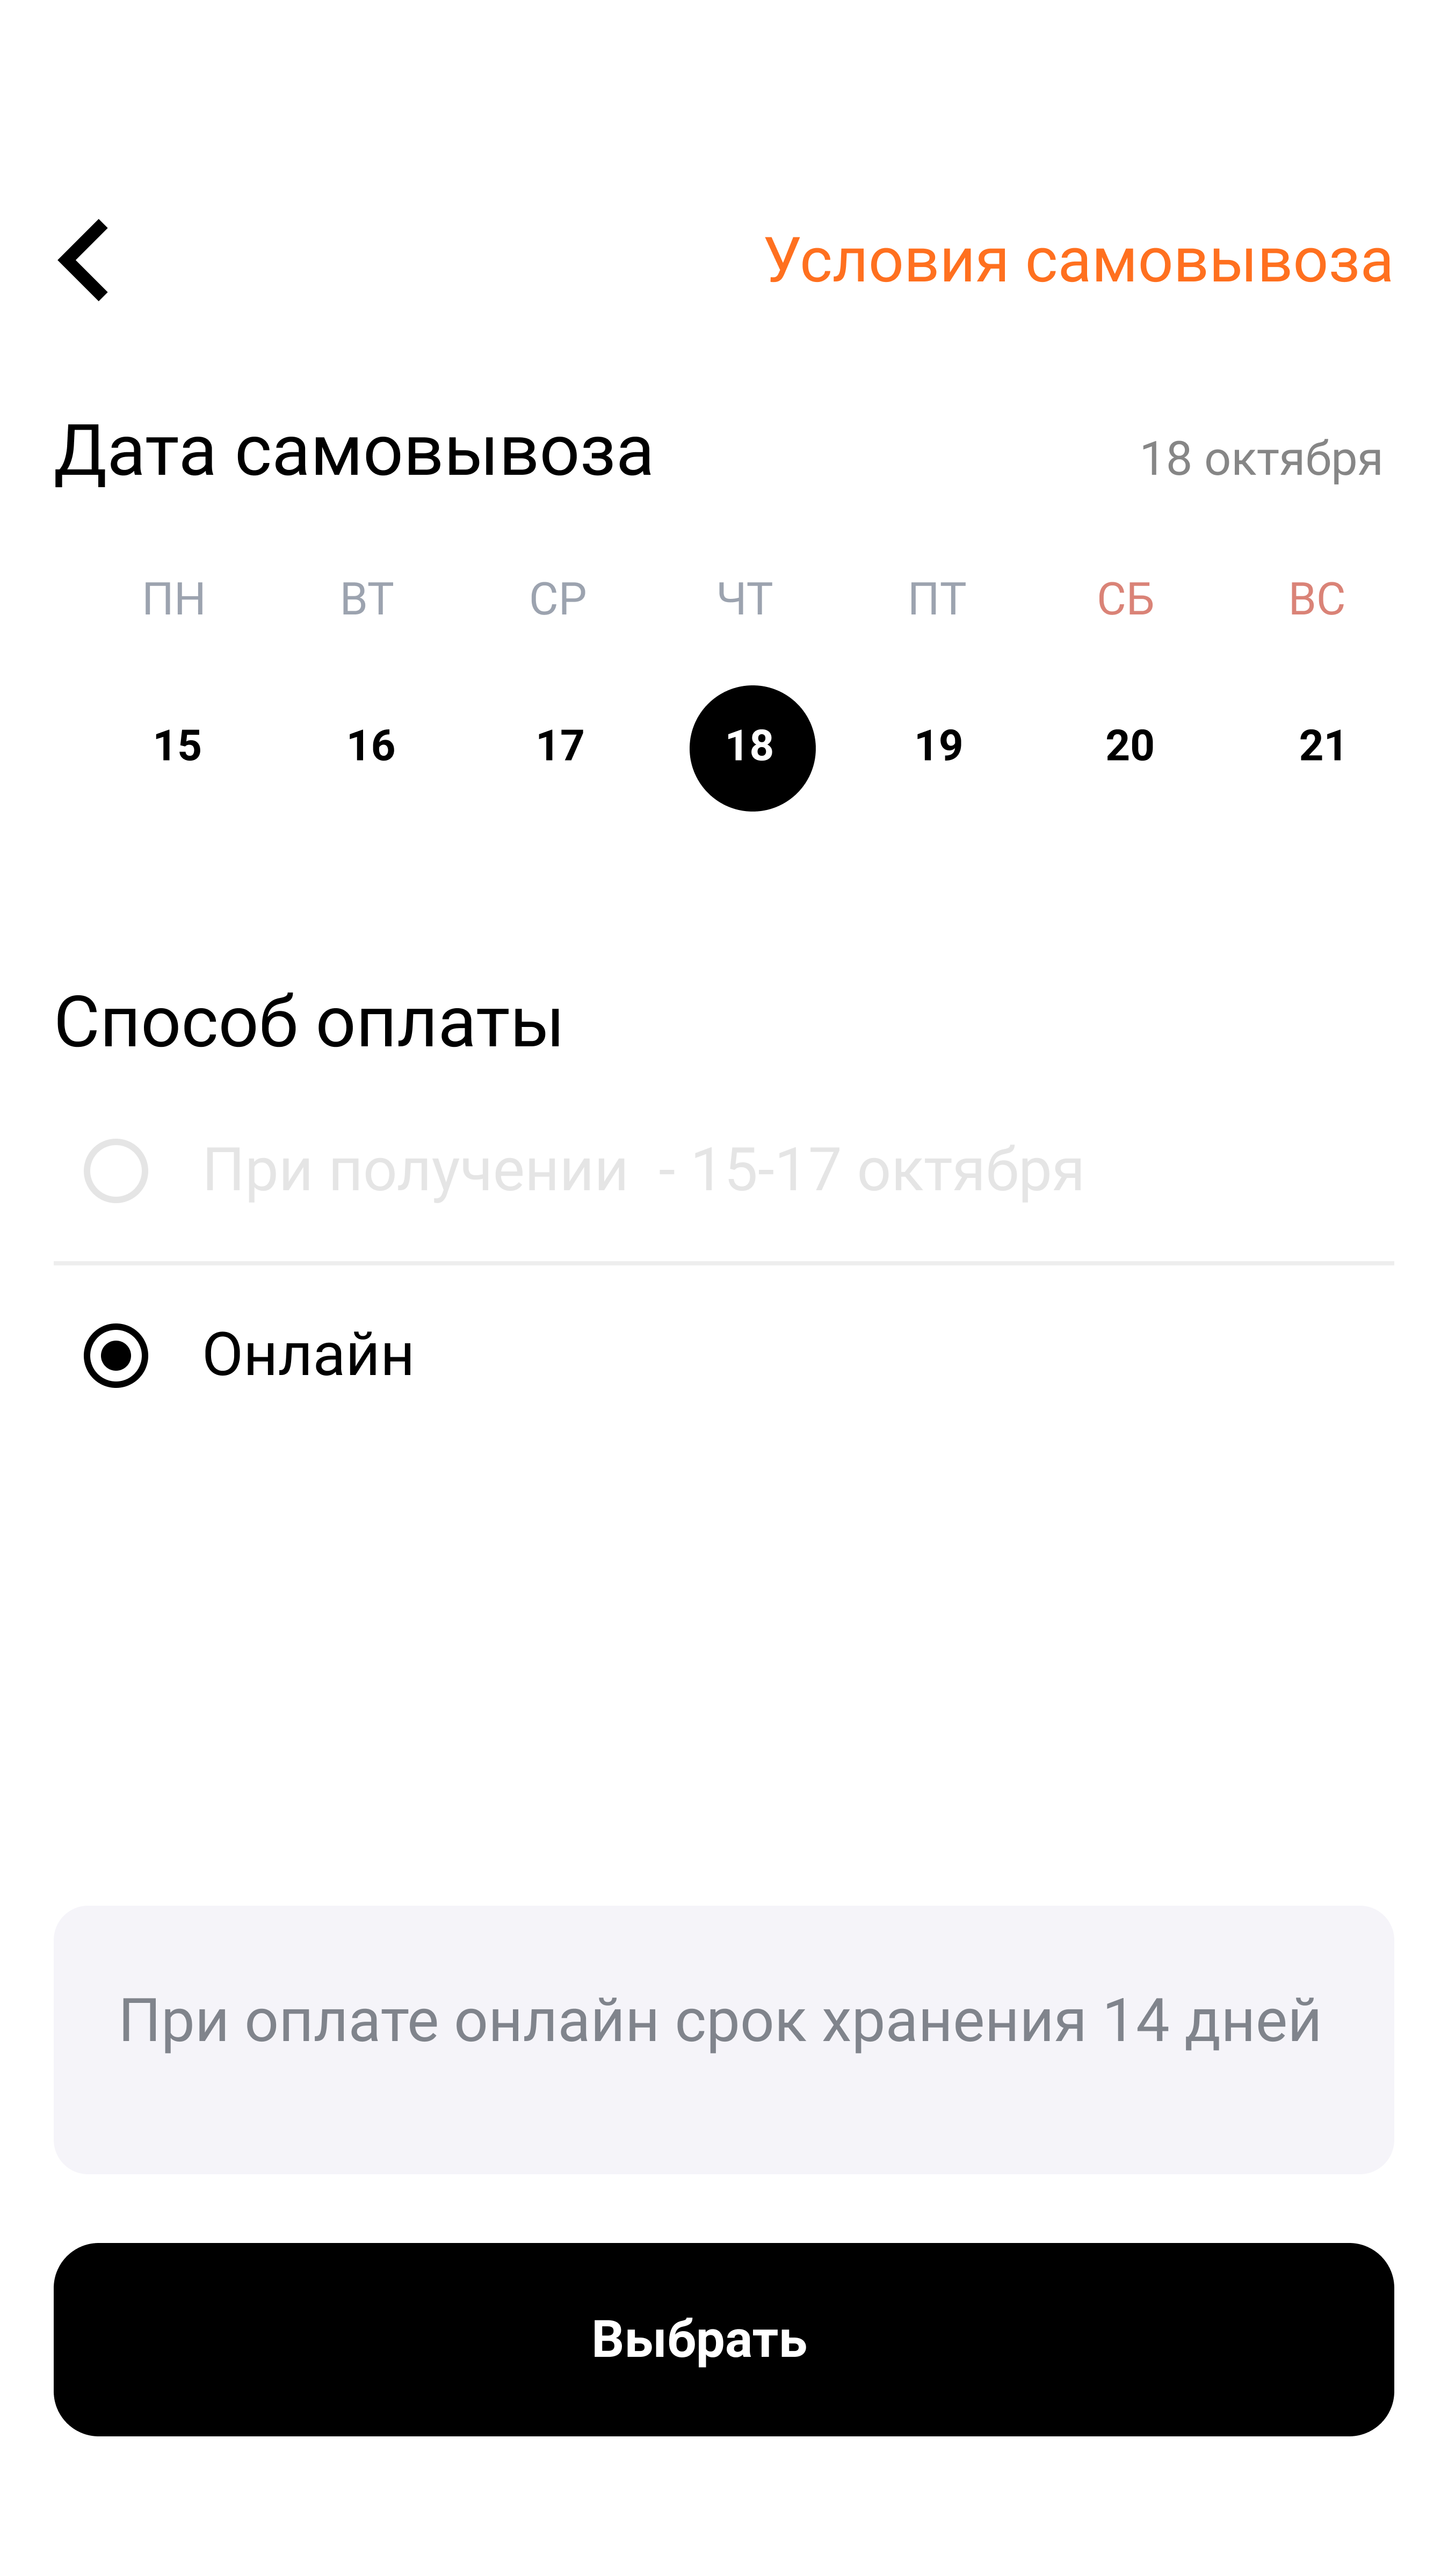 Условия самовывоза
Дата самовывоза 18 октября
ПН ВТ СР ЧТ ПТ СБ ВС
15 16 17 18 19 20 21
Способ оплаты
При получении - 15-17 октября
Онлайн
При оплате онлайн срок хранения 14 дней
Выбрать